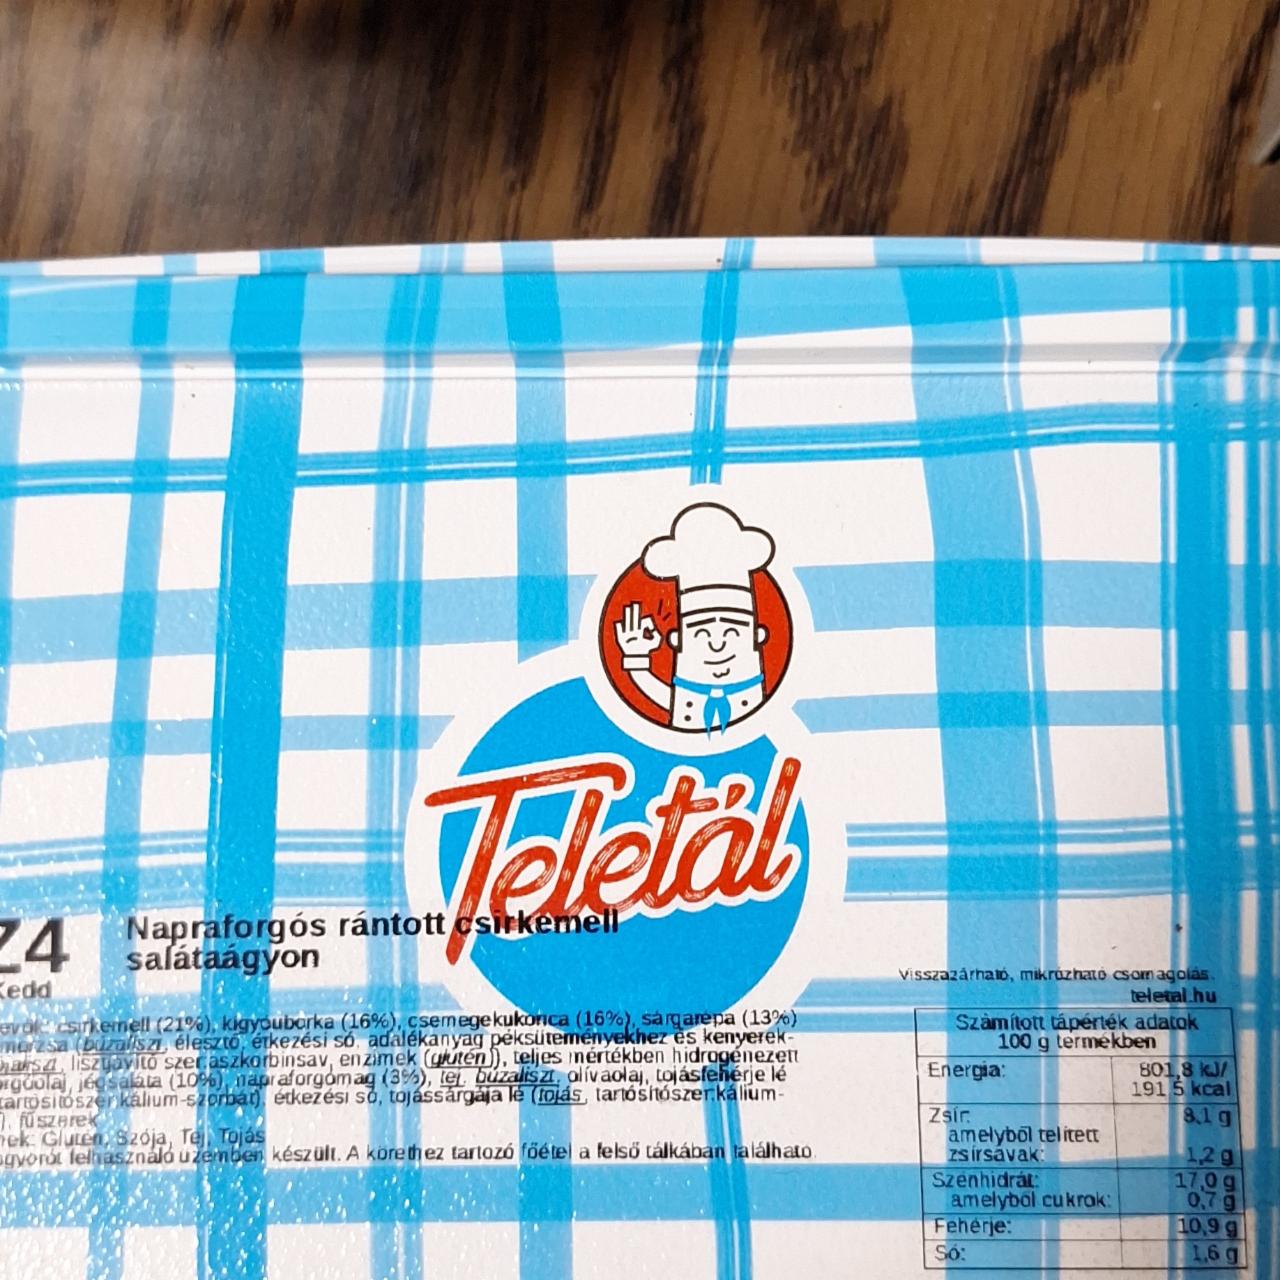 Teletál
Z4
Kedd
Napraforgós rántott csirkemell
salátaágyon
csirkemell (21%), kígyóuborka (16%), csemegekukorica (16%), sárgarépa (13%)
(búzaliszt, élesztő, étkezési só, adalékanyag péksüteményekhez és kenyerek-
lisztjavító szer:aszkorbinsav, enzimek (glutén)), teljes mértékben hidrogénezett
jégsaláta (10%), napraforgómag (3%), tej, búzaliszt, olívaolaj, tojásfehérje lé
tartósítószer:kálium-szorbát), étkezési só, tojássárgája lé (tojás, tartósítószer:kálium-
), fűszerek
Glutén, Szója, Tej, Tojás
felhasználó üzemben készült. A körethez tartozó főétel a felső tálkában található.
Visszazárható, mikrózható csomagolás.
teletal.hu
Számított tápérték adatok
100 g termékben
Energia: 801,8 kJ/
191 5 kcal
Zsír: 8,1 g
amelyből telített
zsírsavak: 1,2 g
Szénhidrát: 17,0 g
amelyből cukrok: 0,7 g
Fehérje: 10,9 g
Só: 1,6 g